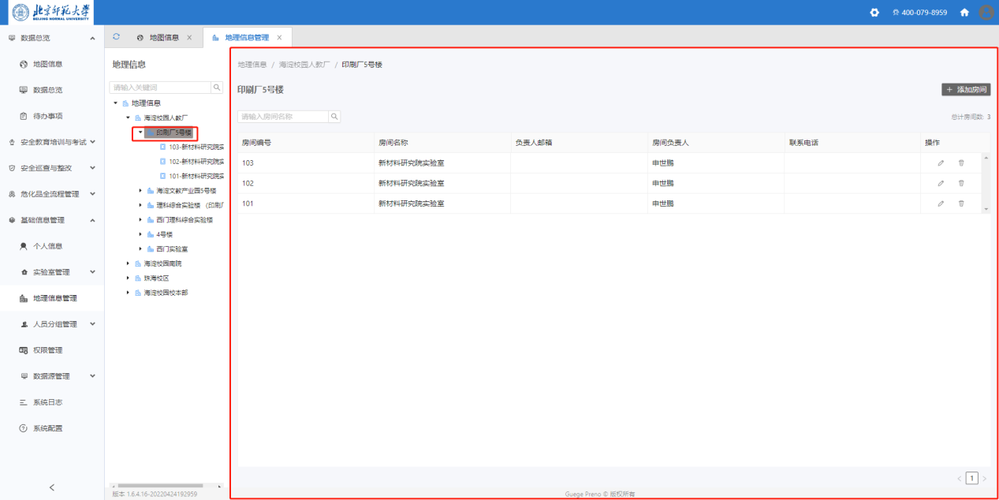 北京师范大学
BEIJING NORMAL UNIVERSITY
400-079-8959
数据总览
地图信息
数据总览
待办事项
安全教育培训与考试
安全巡查与整改
危化品全流程管理
基础信息管理
个人信息
实验室管理
地理信息管理
人员分组管理
权限管理
数据源管理
系统日志
系统配置
地图信息 X
地理信息管理 X
地理信息
请输入关键词
地理信息
海淀校园人教厂
印刷厂5号楼
103-新材料研究院实
102-新材料研究院实
101-新材料研究院实
海淀文教产业园5号楼
理科综合实验楼 (印刷厂
西门理科综合实验楼
4号楼
西门实验室
海淀校园南院
珠海校区
海淀校园校本部
版本 1.6.4.16-20220424192959
地理信息 / 海淀校园人教厂 / 印刷厂5号楼
印刷厂5号楼
+ 添加房间
请输入房间名称
总计房间数: 3
房间编号 房间名称 负责人邮箱 房间负责人 联系电话 操作
103 新材料研究院实验室 申世鹏
102 新材料研究院实验室 申世鹏
101 新材料研究院实验室 申世鹏
< 1 >
Guege Preno © 版权所有